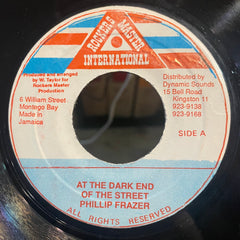 ROCKERS MASTER
INTERNATIONAL
Produced and arranged
by W. Taylor for
Rockers Master
Production
6 William Street
Montego Bay
Made in
Jamaica
Distributed by
Dynamic Sounds
15 Bell Road
Kingston 11
923-9138
923-9168
SIDE A
AT THE DARK END
OF THE STREET
PHILLIP FRAZER
ALL RIGHTS RESERVED